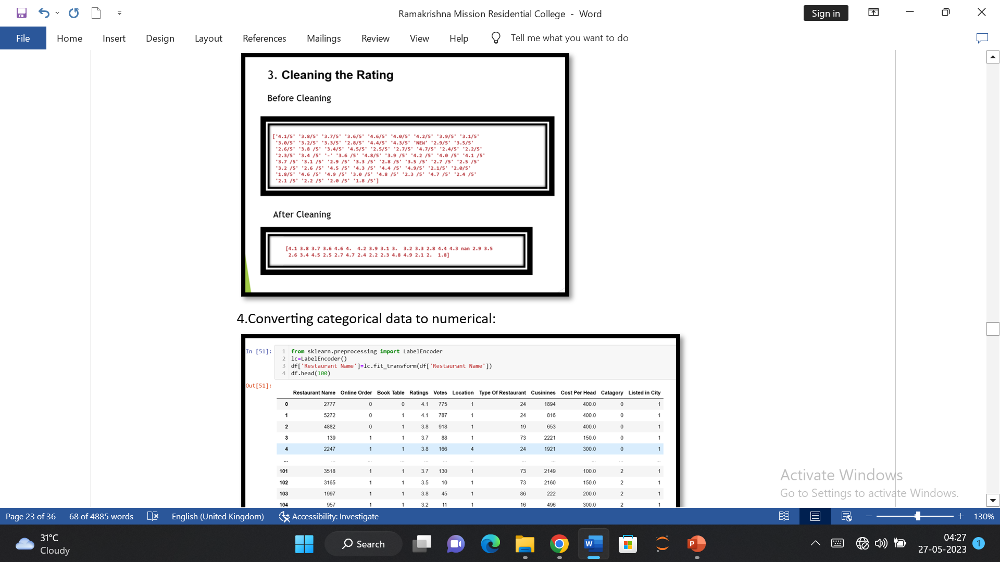 Ramakrishna Mission Residential College - Word
Sign in
File Home Insert Design Layout References Mailings Review View Help Tell me what you want to do
3. Cleaning the Rating
Before Cleaning
['4.1/5' '3.8/5' '3.7/5' '3.6/5' '4.6/5' '4.0/5' '4.2/5' '3.9/5' '3.1/5'
'3.0/5' '3.2/5' '3.3/5' '2.8/5' '4.4/5' '4.3/5' 'NEW' '2.9/5' '3.5/5'
'2.6/5' '3.8 /5' '3.4/5' '4.5/5' '2.5/5' '2.7/5' '4.7/5' '2.4/5' '2.2/5'
'2.3/5' '3.4 /5' '-' '3.6 /5' '4.8/5' '3.9 /5' '4.2 /5' '4.0 /5' '4.1 /5'
'3.7 /5' '3.1 /5' '2.9 /5' '3.3 /5' '2.8 /5' '3.5 /5' '2.7 /5' '2.5 /5'
'3.2 /5' '2.6 /5' '4.5 /5' '4.3 /5' '4.4 /5' '4.9/5' '2.1/5' '2.0/5'
'1.8/5' '4.6 /5' '4.9 /5' '3.0 /5' '4.8 /5' '2.3 /5' '4.7 /5' '2.4 /5'
'2.1 /5' '2.2 /5' '2.0 /5' '1.8 /5']
After Cleaning
[4.1 3.8 3.7 3.6 4.6 4. 4.2 3.9 3.1 3. 3.2 3.3 2.8 4.4 4.3 nan 2.9 3.5
2.6 3.4 4.5 2.5 2.7 4.7 2.4 2.2 2.3 4.8 4.9 2.1 2. 1.8]
4.Converting categorical data to numerical:
In [51]: 1 from sklearn.preprocessing import LabelEncoder
2 lc=LabelEncoder()
3 df['Restaurant Name']=lc.fit_transform(df['Restaurant Name'])
4 df.head(100)
Out[51]:
Restaurant Name Online Order Book Table Ratings Votes Location Type Of Restaurant Cusinines Cost Per Head Catagory Listed in City
0 2777 0 0 4.1 775 1 24 1894 400.0 0 1
1 5272 0 1 4.1 787 1 24 816 400.0 0 1
2 4882 0 1 3.8 918 1 19 653 400.0 0 1
3 139 1 1 3.7 88 1 73 2221 150.0 0 1
4 2247 1 1 3.8 166 4 24 1921 300.0 0 1
... ... ... ... ... ... ... ... ... ... ... ...
101 3518 1 1 3.7 130 1 73 2149 100.0 2 1
102 3165 1 1 3.5 10 1 73 2160 150.0 2 1
103 1997 1 1 3.8 45 1 86 222 200.0 2 1
104 957 1 1 3.2 11 1 16 496 300.0 2 1
Activate Windows
Go to Settings to activate Windows.
Page 23 of 36 68 of 4885 words English (United Kingdom) Accessibility: Investigate 130%
31°C
Cloudy
Search
04:27
27-05-2023
1